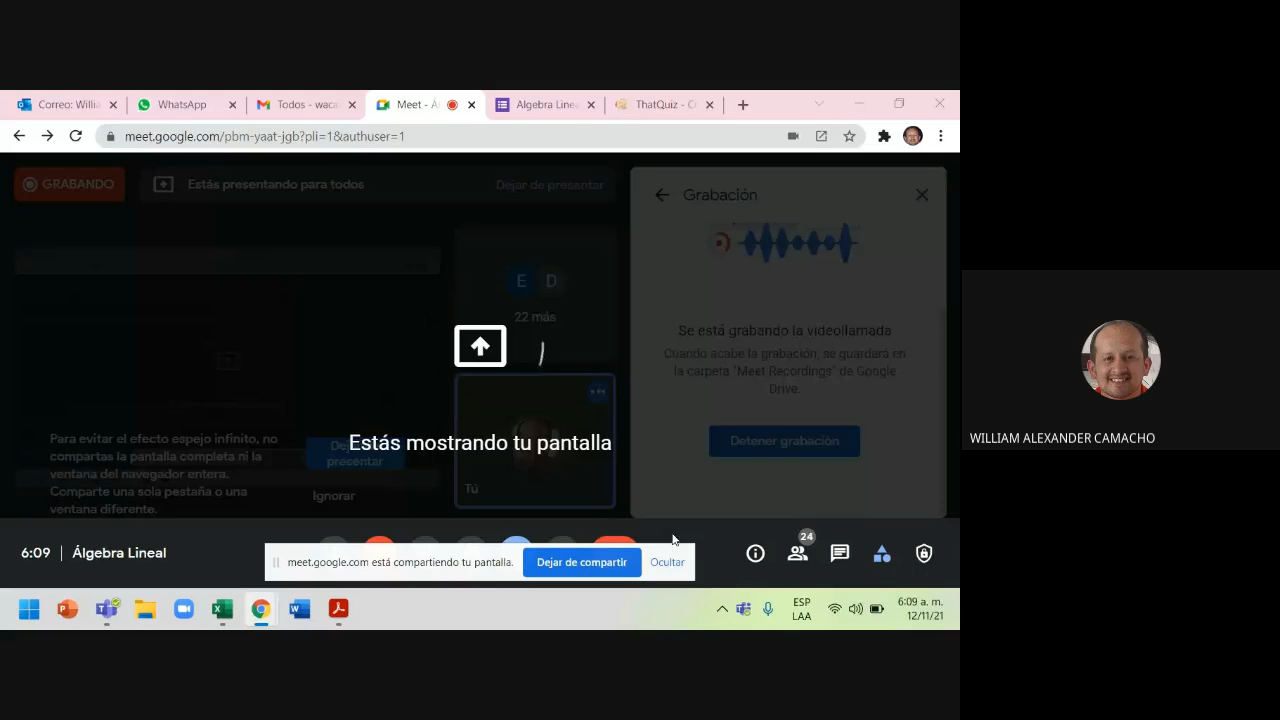 Correo: Willia
WhatsApp
Todos - waca
Meet - Á
Algebra Linea
ThatQuiz - C
meet.google.com/pbm-yaat-jgb?pli=1&authuser=1
GRABANDO
Estás presentando para todos
Dejar de presentar
Grabación
E D
22 más
Se está grabando la videollamada
Cuando acabe la grabación, se guardará en
la carpeta "Meet Recordings" de Google
Drive.
Detener grabación
Para evitar el efecto espejo infinito, no
compartas la pantalla completa ni la
ventana del navegador entera.
Comparte una sola pestaña o una
ventana diferente.
presentar
Ignorar
Estás mostrando tu pantalla
Tú
WILLIAM ALEXANDER CAMACHO
6:09 | Álgebra Lineal
24
meet.google.com está compartiendo tu pantalla.
Dejar de compartir
Ocultar
ESP
LAA
6:09 a. m.
12/11/21